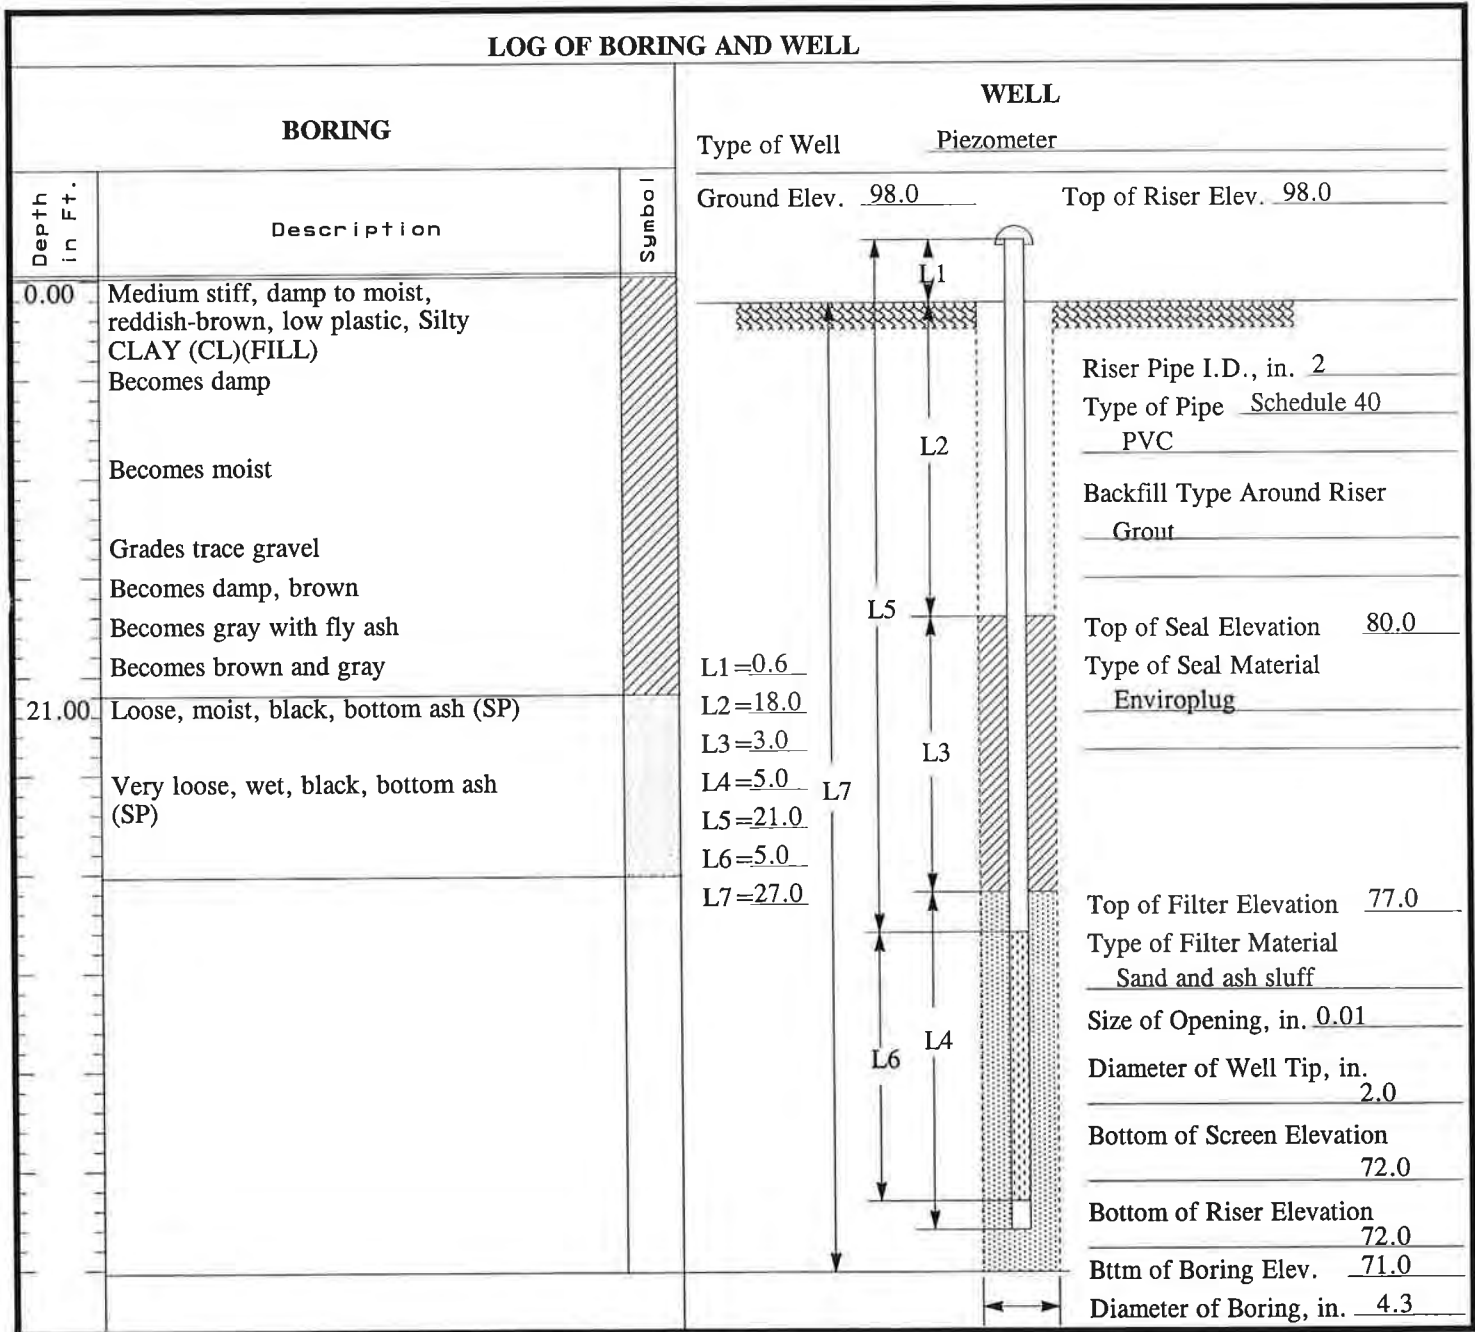 LOG OF BORING AND WELL
BORING
WELL
Type of Well Piezometer
Depth in Ft.
Description
Symbol
Ground Elev. 98.0 Top of Riser Elev. 98.0
0.00 Medium stiff, damp to moist,
reddish-brown, low plastic, Silty
CLAY (CL)(FILL)
Becomes damp
Becomes moist
Grades trace gravel
Becomes damp, brown
Becomes gray with fly ash
Becomes brown and gray
21.00 Loose, moist, black, bottom ash (SP)
Very loose, wet, black, bottom ash
(SP)
L1=0.6
L2=18.0
L3=3.0
L4=5.0
L5=21.0
L6=5.0
L7=27.0
L1
L2
L5
L3
L7
L4
L6
Riser Pipe I.D., in. 2
Type of Pipe Schedule 40
PVC
Backfill Type Around Riser
Grout
Top of Seal Elevation 80.0
Type of Seal Material
Enviroplug
Top of Filter Elevation 77.0
Type of Filter Material
Sand and ash sluff
Size of Opening, in. 0.01
Diameter of Well Tip, in.
2.0
Bottom of Screen Elevation
72.0
Bottom of Riser Elevation
72.0
Bttm of Boring Elev. 71.0
Diameter of Boring, in. 4.3